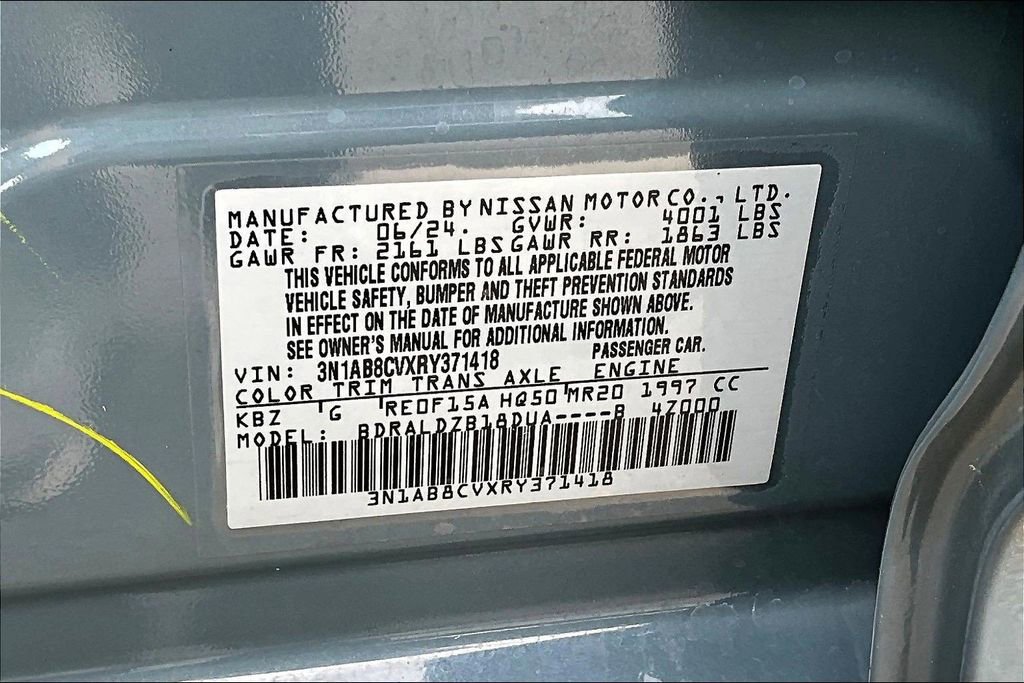 MANUFACTURED BY NISSAN MOTOR CO., LTD.
DATE: 06/24. GVWR: 4001 LBS
GAWR FR: 2161 LBS GAWR RR: 1863 LBS
THIS VEHICLE CONFORMS TO ALL APPLICABLE FEDERAL MOTOR
VEHICLE SAFETY, BUMPER AND THEFT PREVENTION STANDARDS
IN EFFECT ON THE DATE OF MANUFACTURE SHOWN ABOVE.
SEE OWNER'S MANUAL FOR ADDITIONAL INFORMATION.
VIN: 3N1AB8CVXRY371418 PASSENGER CAR.
COLOR TRIM TRANS AXLE ENGINE
KBZ G RE0F15A HQ50 MR20 1997 CC
MODEL: BDRALDZB18DUA----B 4Z000
3N1AB8CVXRY371418